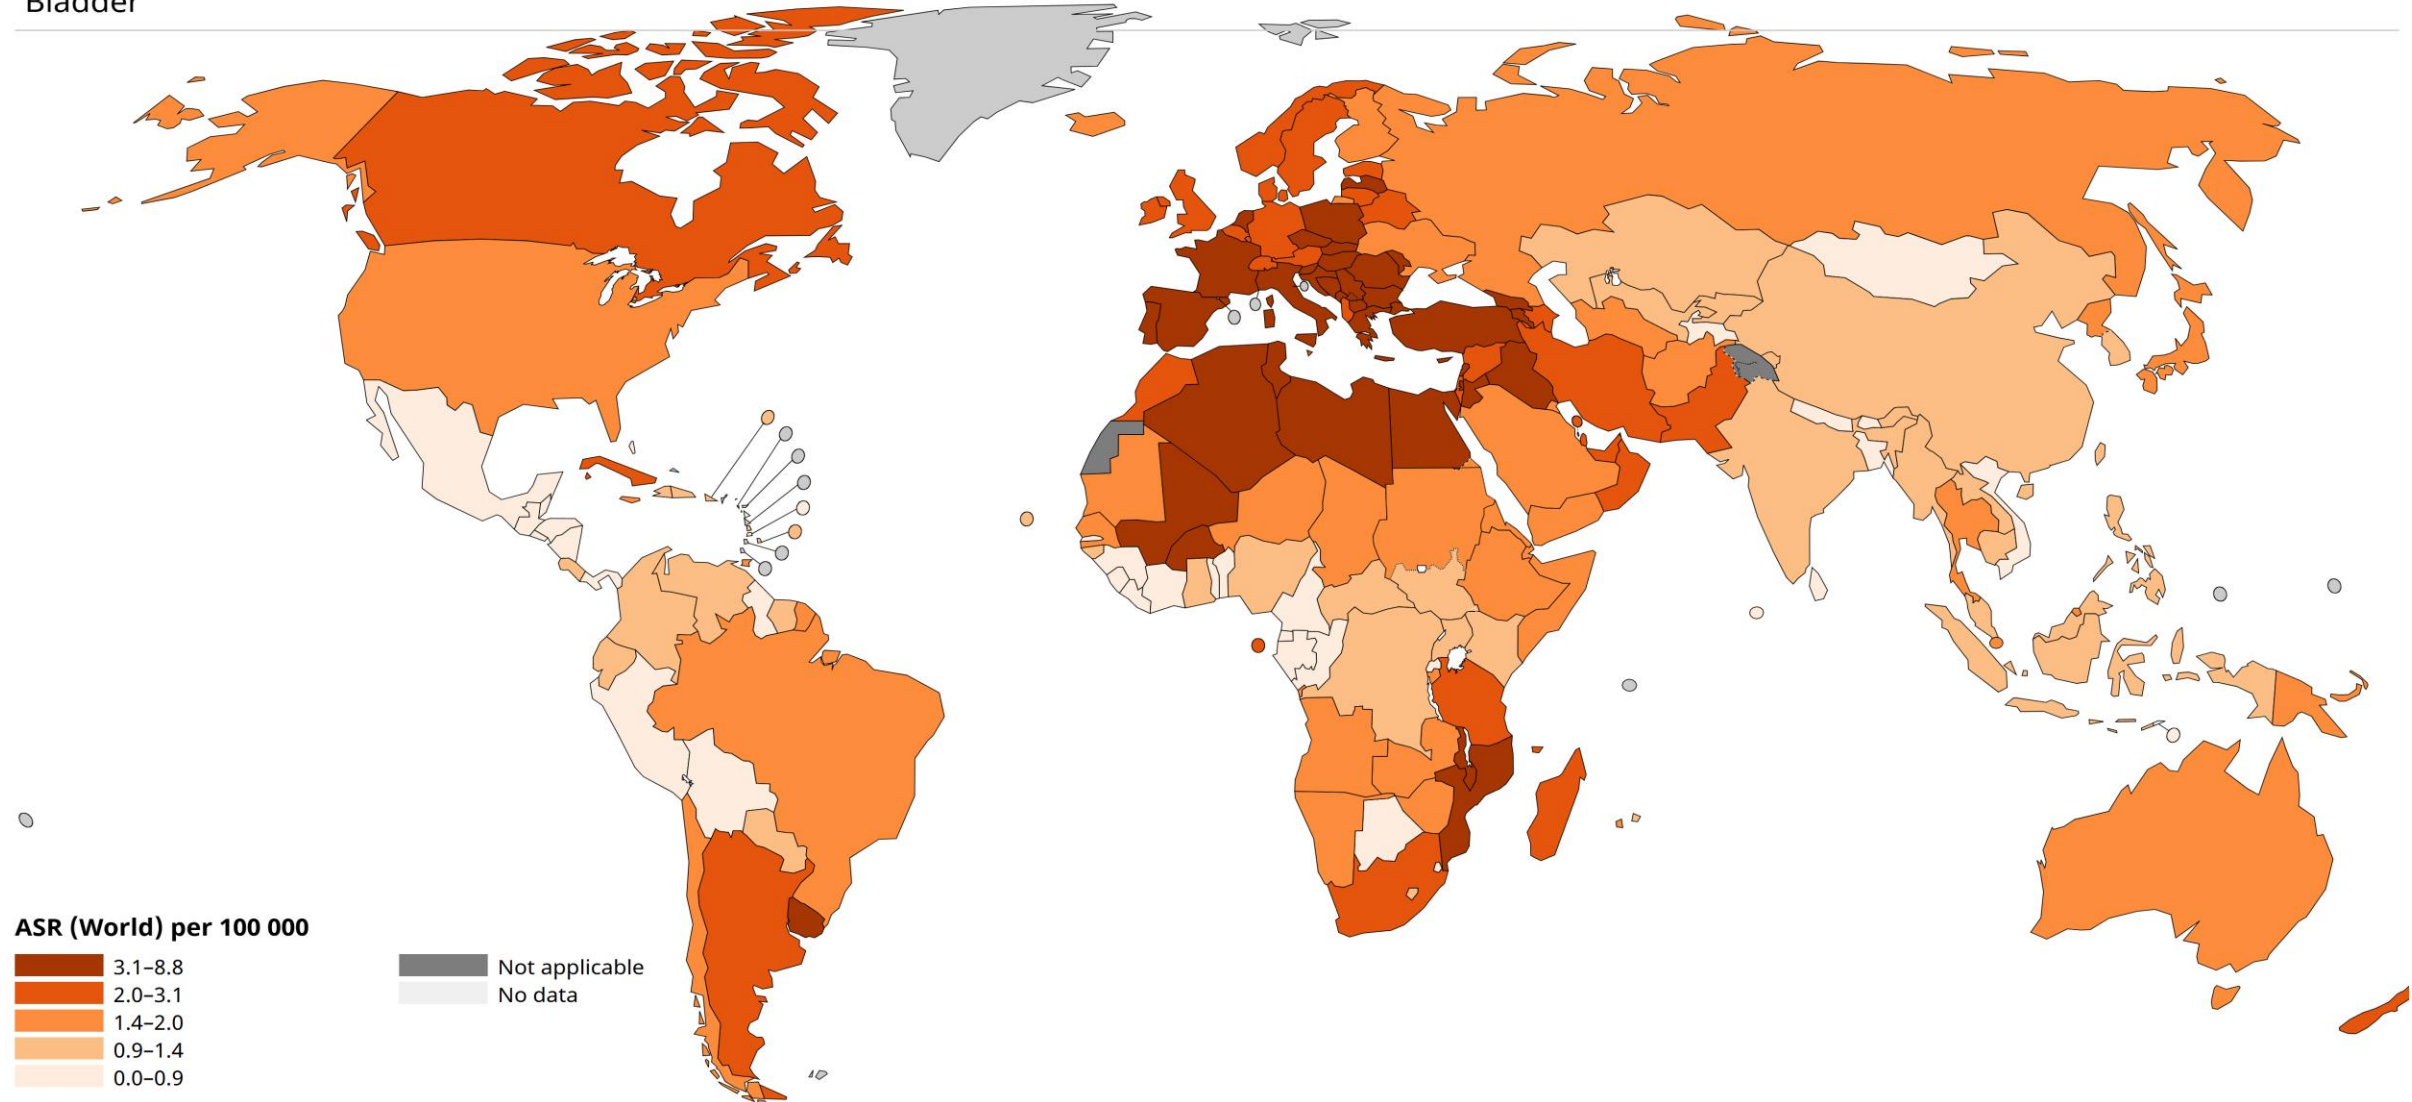 Bladder
ASR (World) per 100 000
3.1–8.8
2.0–3.1
1.4–2.0
0.9–1.4
0.0–0.9
Not applicable
No data